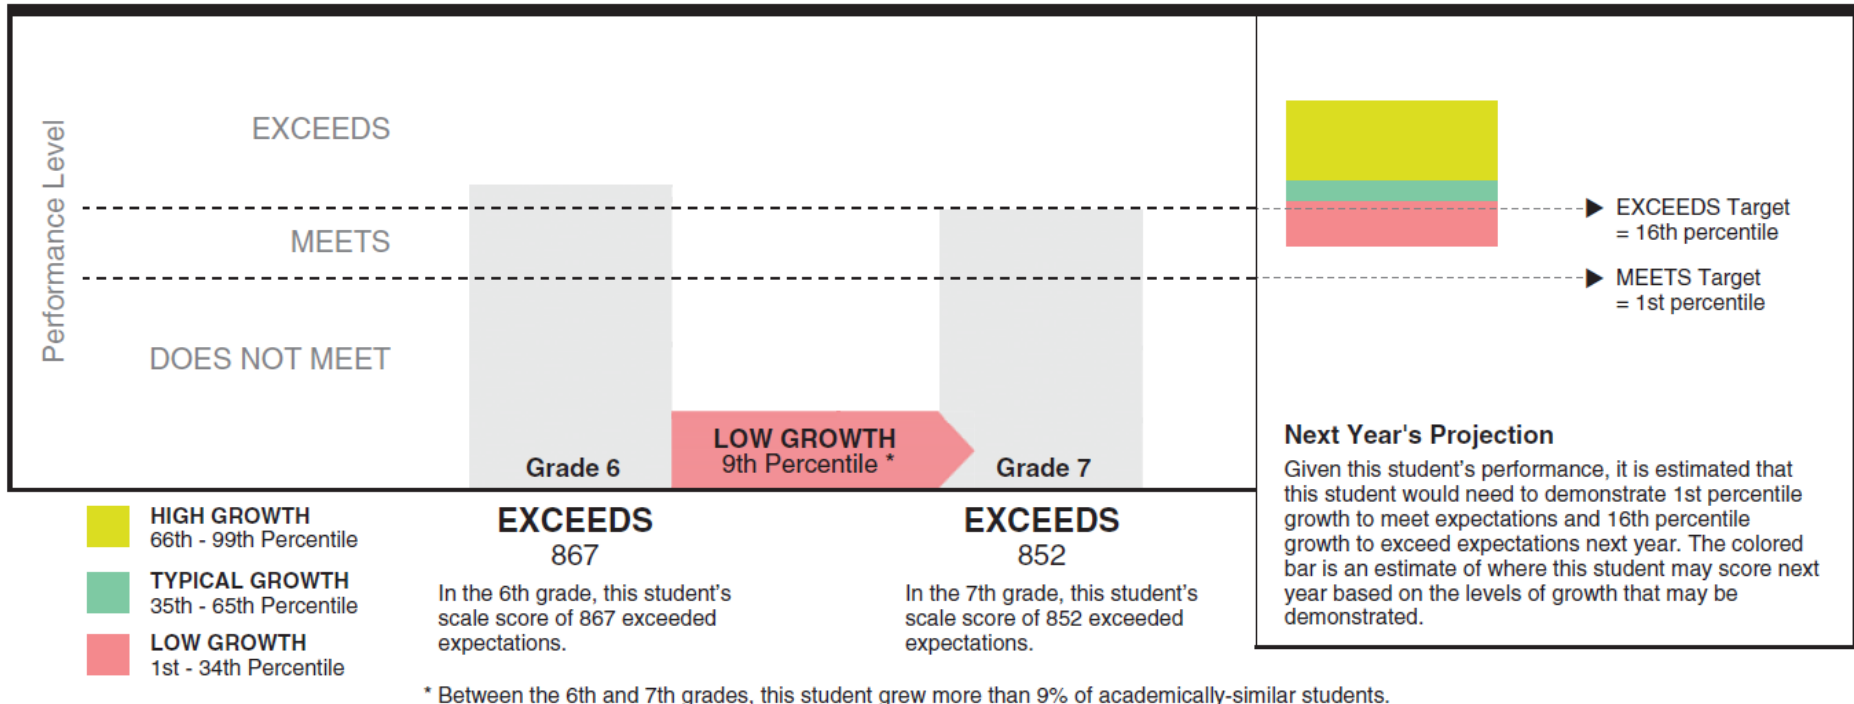 Performance Level
EXCEEDS
MEETS
DOES NOT MEET
Grade 6
LOW GROWTH
9th Percentile *
Grade 7
EXCEEDS Target
= 16th percentile
MEETS Target
= 1st percentile
Next Year's Projection
Given this student's performance, it is estimated that
this student would need to demonstrate 1st percentile
growth to meet expectations and 16th percentile
growth to exceed expectations next year. The colored
bar is an estimate of where this student may score next
year based on the levels of growth that may be
demonstrated.
HIGH GROWTH
66th - 99th Percentile
TYPICAL GROWTH
35th - 65th Percentile
LOW GROWTH
1st - 34th Percentile
EXCEEDS
867
In the 6th grade, this student's
scale score of 867 exceeded
expectations.
EXCEEDS
852
In the 7th grade, this student's
scale score of 852 exceeded
expectations.
* Between the 6th and 7th grades, this student grew more than 9% of academically-similar students.